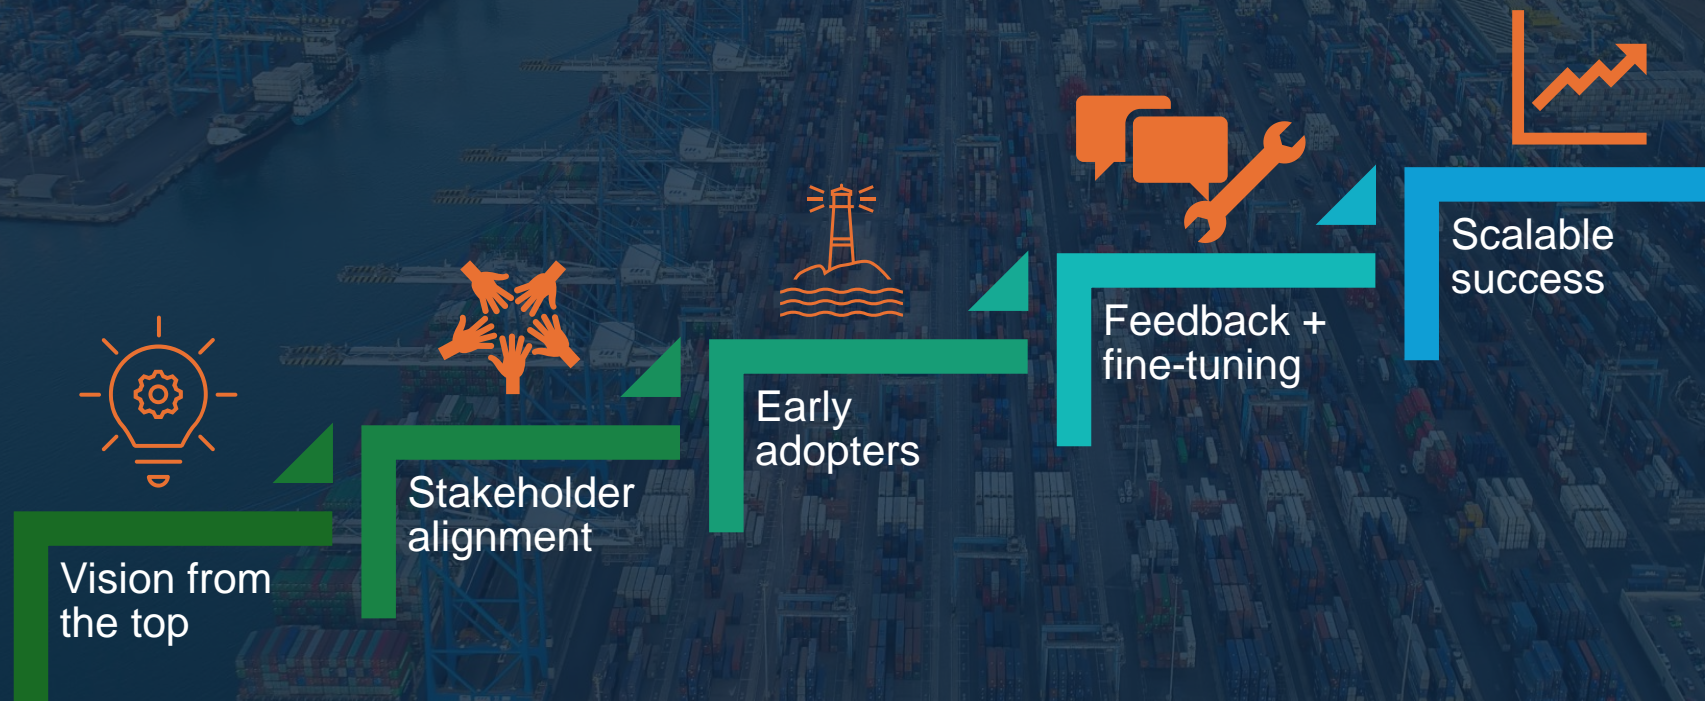 Vision from
the top
Stakeholder
alignment
Early
adopters
Feedback +
fine-tuning
Scalable
success